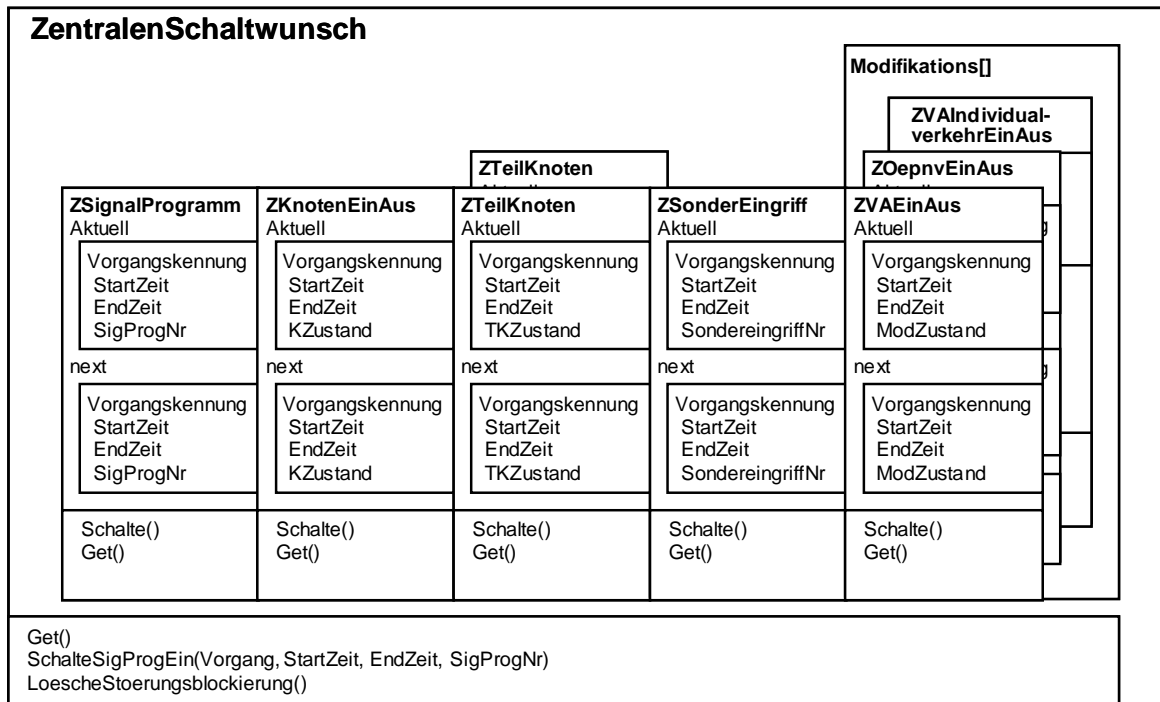 ZentralenSchaltwunsch
Modifikations[]
ZVAIndividual-
verkehrEinAus
ZTeilKnoten
ZOepnvEinAus
ZSignalProgramm
Aktuell
Vorgangskennung
StartZeit
EndZeit
SigProgNr
next
Vorgangskennung
StartZeit
EndZeit
SigProgNr
Schalte()
Get()
ZKnotenEinAus
Aktuell
Vorgangskennung
StartZeit
EndZeit
KZustand
next
Vorgangskennung
StartZeit
EndZeit
KZustand
Schalte()
Get()
ZTeilKnoten
Aktuell
Vorgangskennung
StartZeit
EndZeit
TKZustand
next
Vorgangskennung
StartZeit
EndZeit
TKZustand
Schalte()
Get()
ZSonderEingriff
Aktuell
Vorgangskennung
StartZeit
EndZeit
SondereingriffNr
next
Vorgangskennung
StartZeit
EndZeit
SondereingriffNr
Schalte()
Get()
ZVAEinAus
Aktuell
Vorgangskennung
StartZeit
EndZeit
ModZustand
next
Vorgangskennung
StartZeit
EndZeit
ModZustand
Schalte()
Get()
Get()
SchalteSigProgEin(Vorgang, StartZeit, EndZeit, SigProgNr)
LoescheStoerungsblockierung()